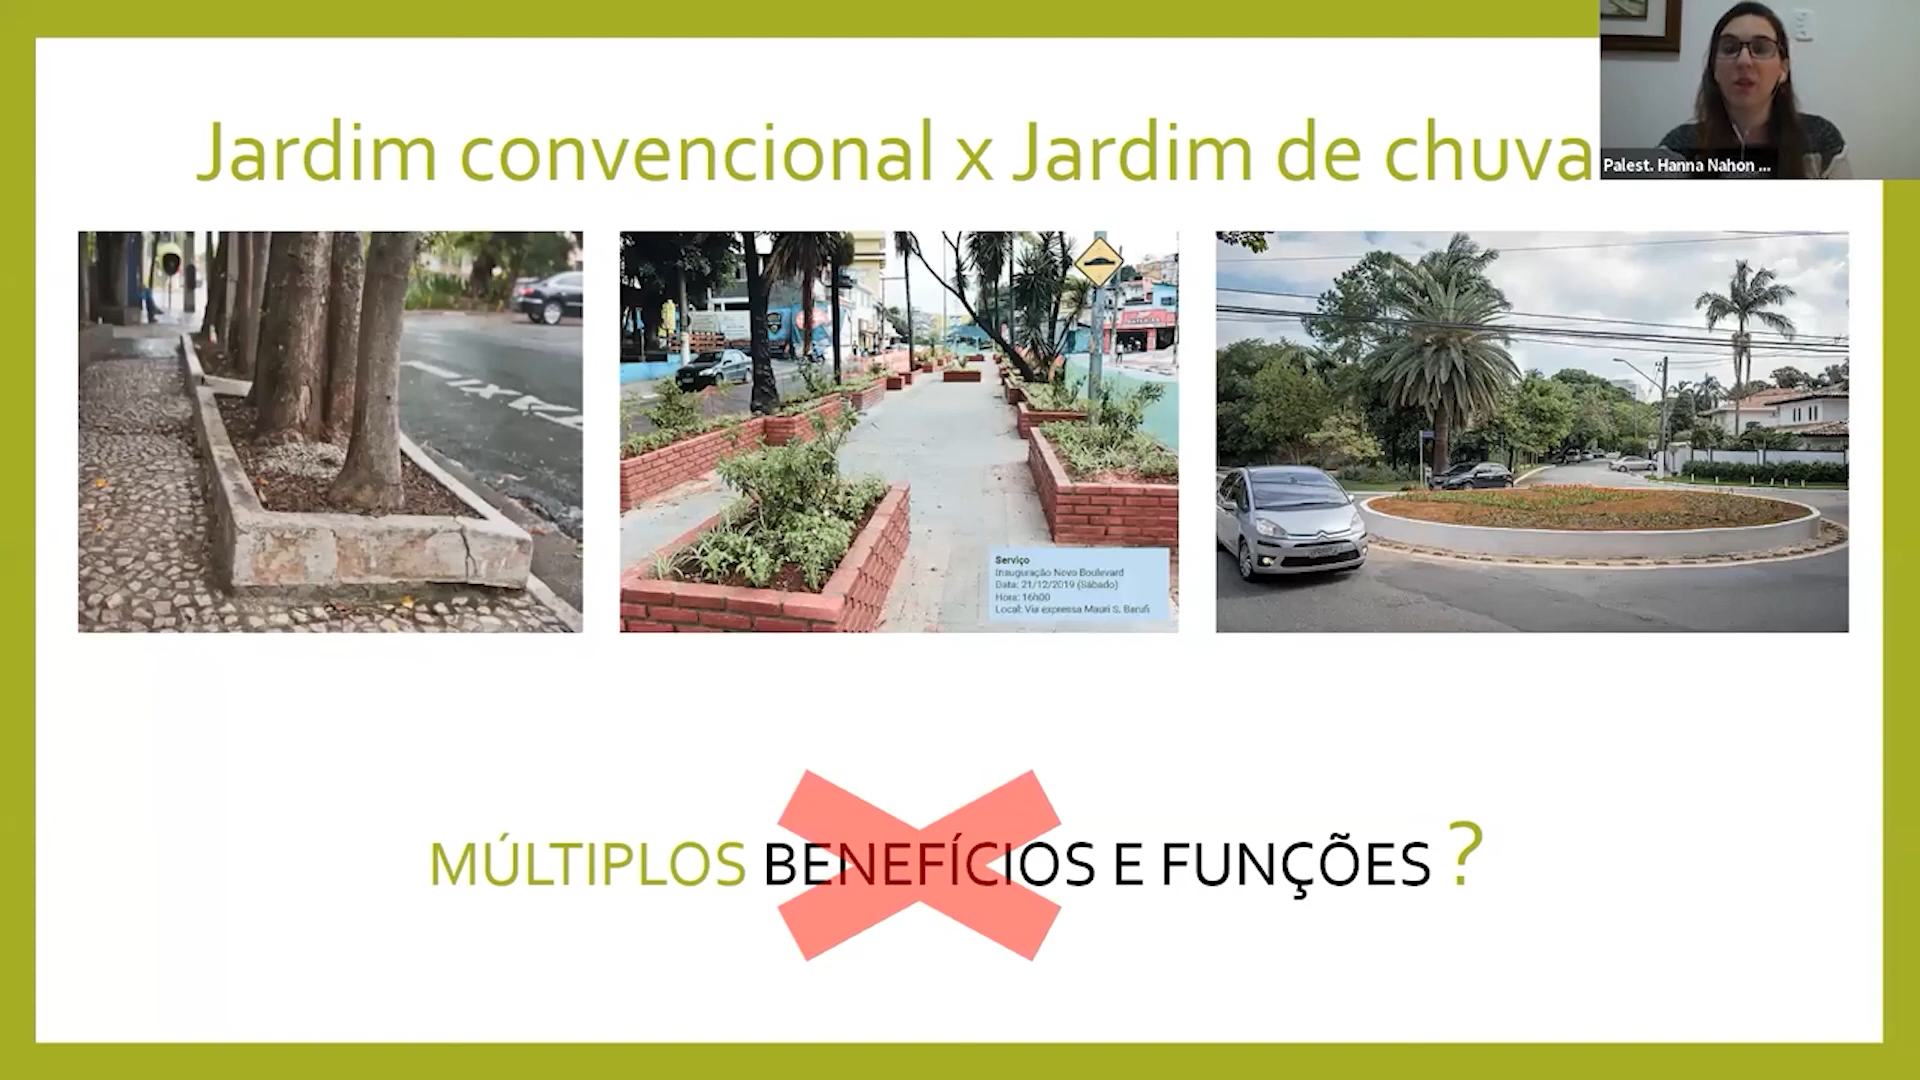 Jardim convencional x Jardim de chuva
Palest. Hanna Nahon ...
Serviço
Inauguração Novo Boulevard
Data: 21/12/2019 (Sábado)
Hora: 16h00
Local: Via expressa Mauri S. Barufi
MÚLTIPLOS BENEFÍCIOS E FUNÇÕES ?